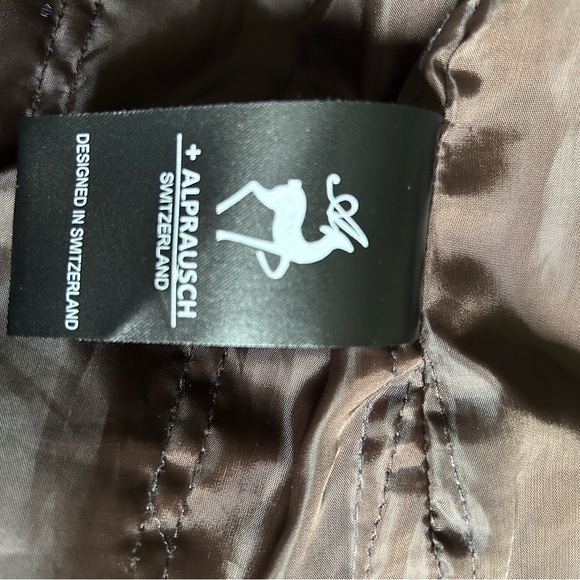 + ALPRAUSCH
SWITZERLAND
DESIGNED IN SWITZERLAND